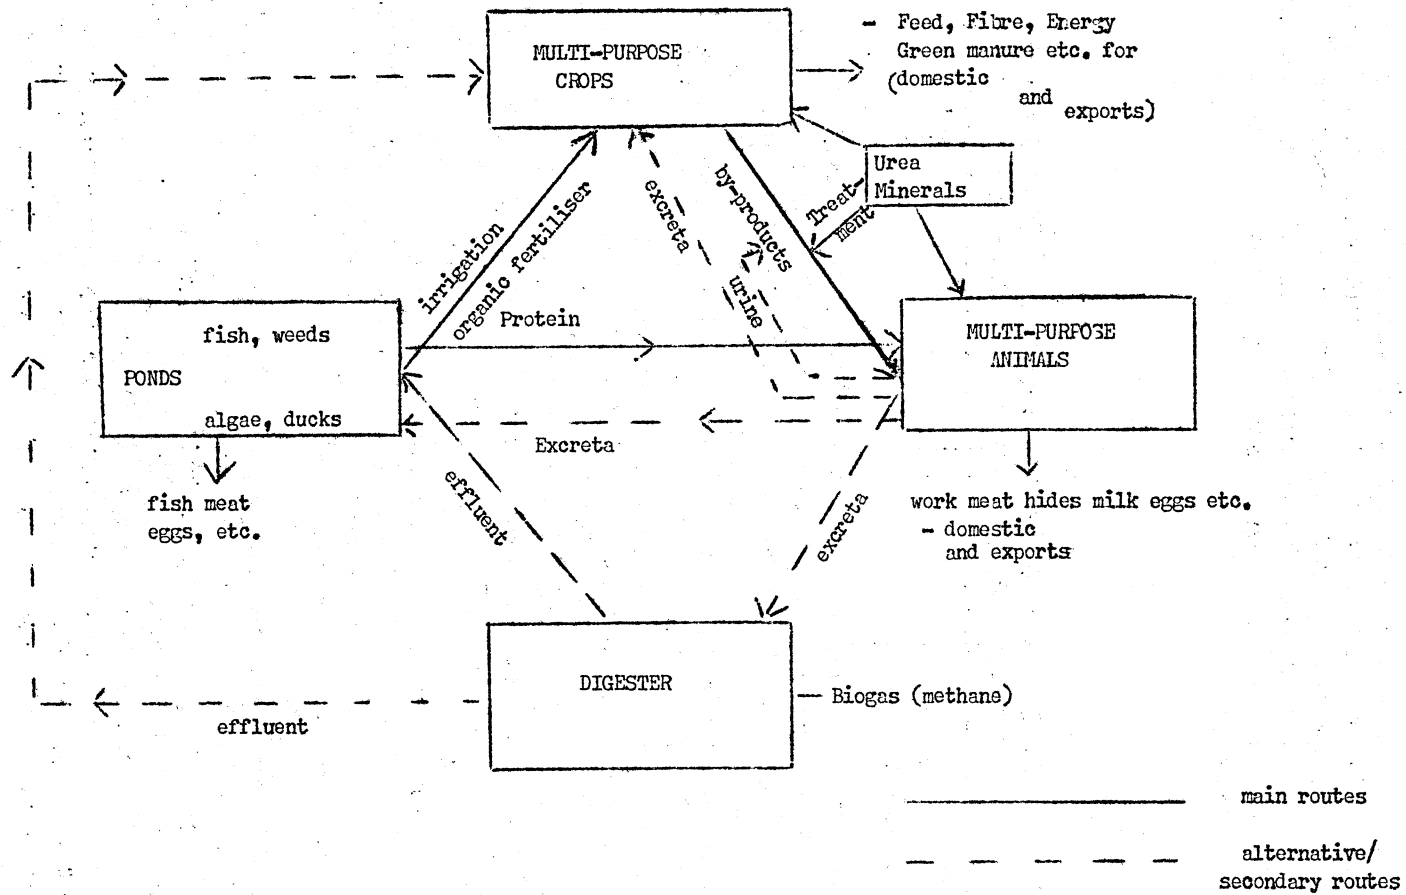 MULTI-PURPOSE
CROPS
- Feed, Fibre, Energy
Green manure etc. for
(domestic
and
exports)
Urea
Minerals
Treat-
ment
by-products
excreta
urine
irrigation
organic fertiliser
Protein
fish, weeds
PONDS
algae, ducks
MULTI-PURPOSE
ANIMALS
Excreta
fish meat
eggs, etc.
effluent
excreta
work meat hides milk eggs etc.
- domestic
and exports
DIGESTER
Biogas (methane)
effluent
main routes
alternative/
secondary routes